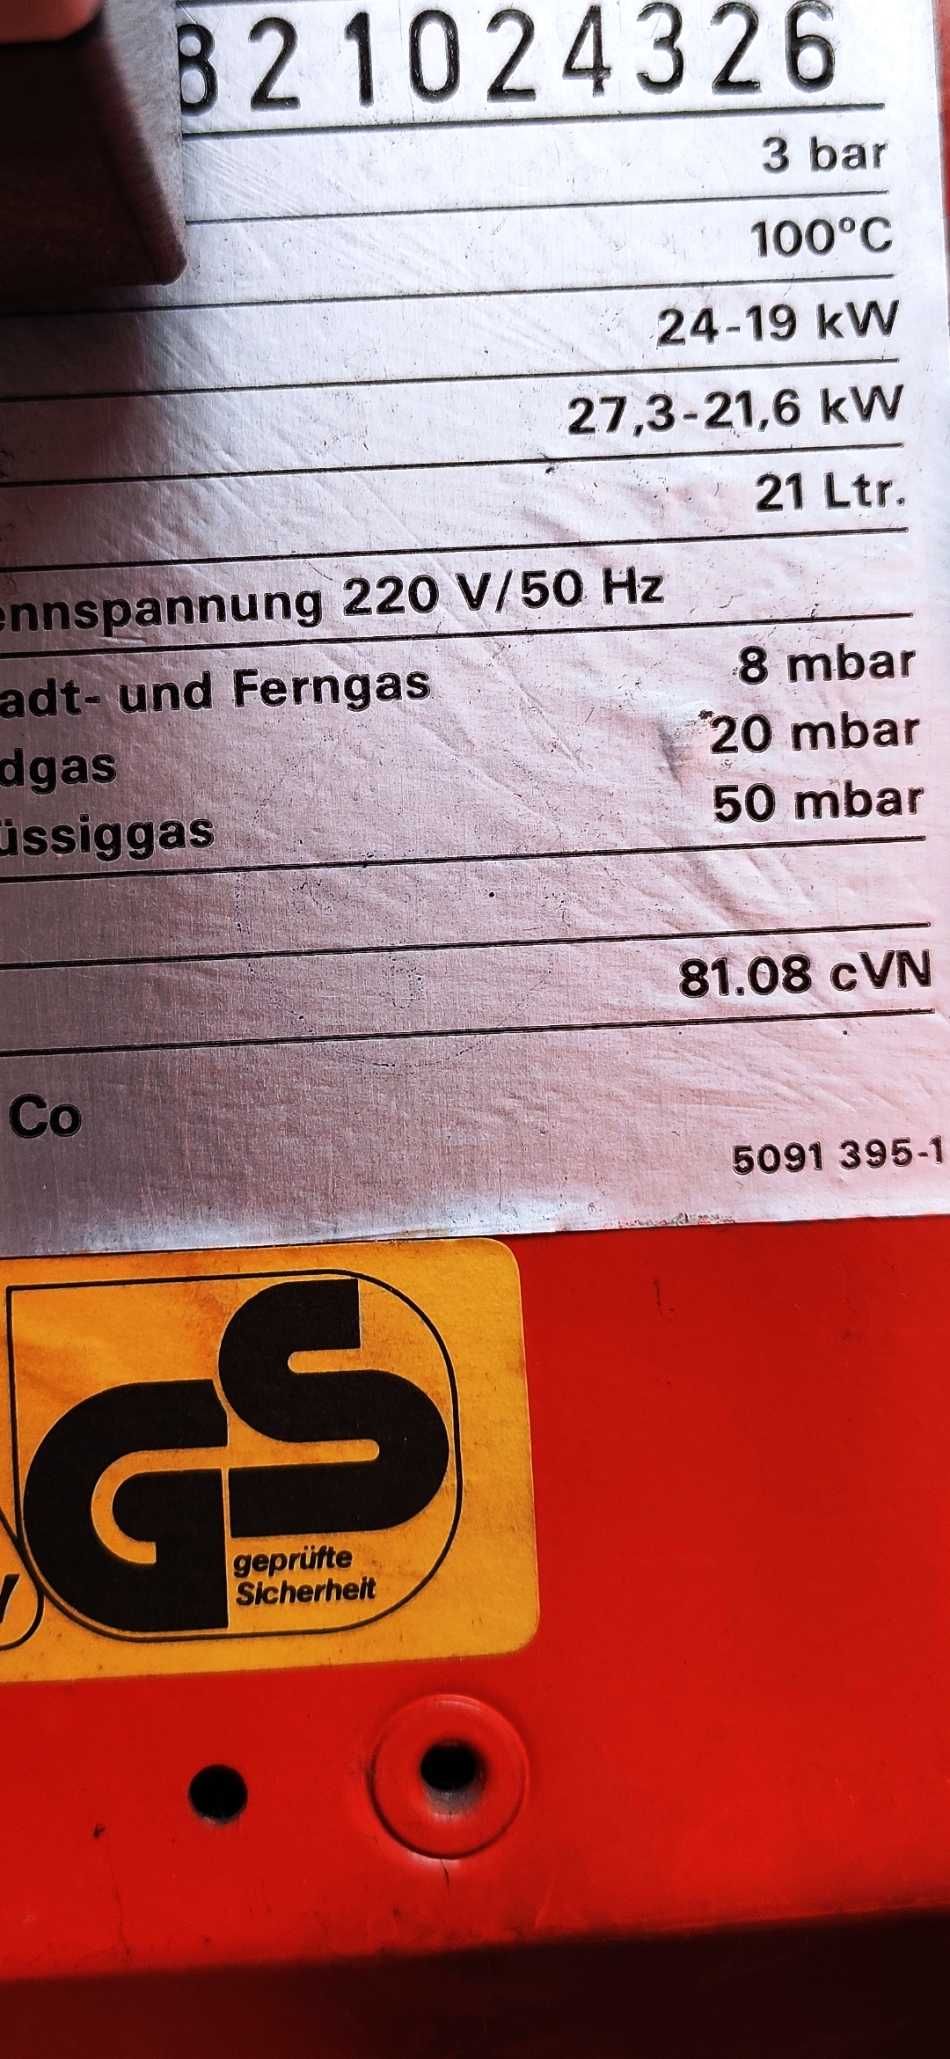 821024326
3 bar
100°C
24-19 kW
27,3-21,6 kW
21 Ltr.
ennspannung 220 V/50 Hz
adt- und Ferngas 8 mbar
dgas 20 mbar
üssiggas 50 mbar
81.08 cVN
Co
5091 395-1
GS
geprüfte
Sicherheit